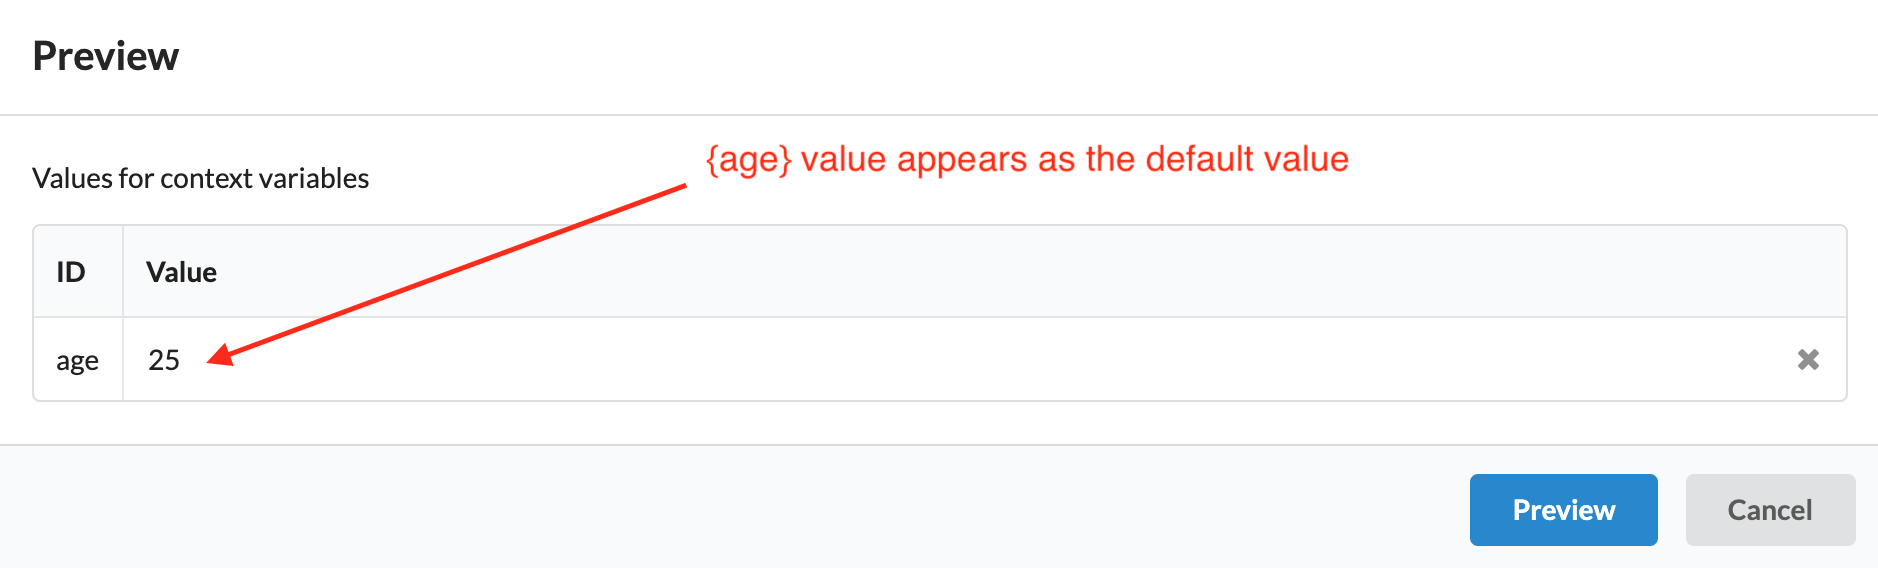 Preview
{age} value appears as the default value
Values for context variables
ID Value
age 25
Preview Cancel